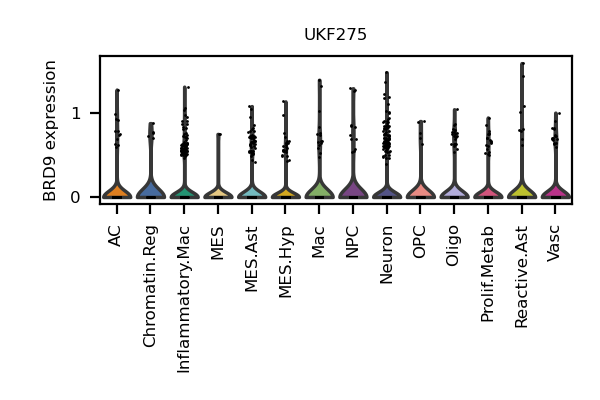 UKF275
BRD9 expression
1
0
AC
Chromatin.Reg
Inflammatory.Mac
MES
MES.Ast
MES.Hyp
Mac
NPC
Neuron
OPC
Oligo
Prolif.Metab
Reactive.Ast
Vasc